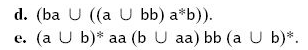 d. (ba ∪ ((a ∪ bb) a*b)).
e. (a ∪ b)* aa (b ∪ aa) bb (a ∪ b)*.